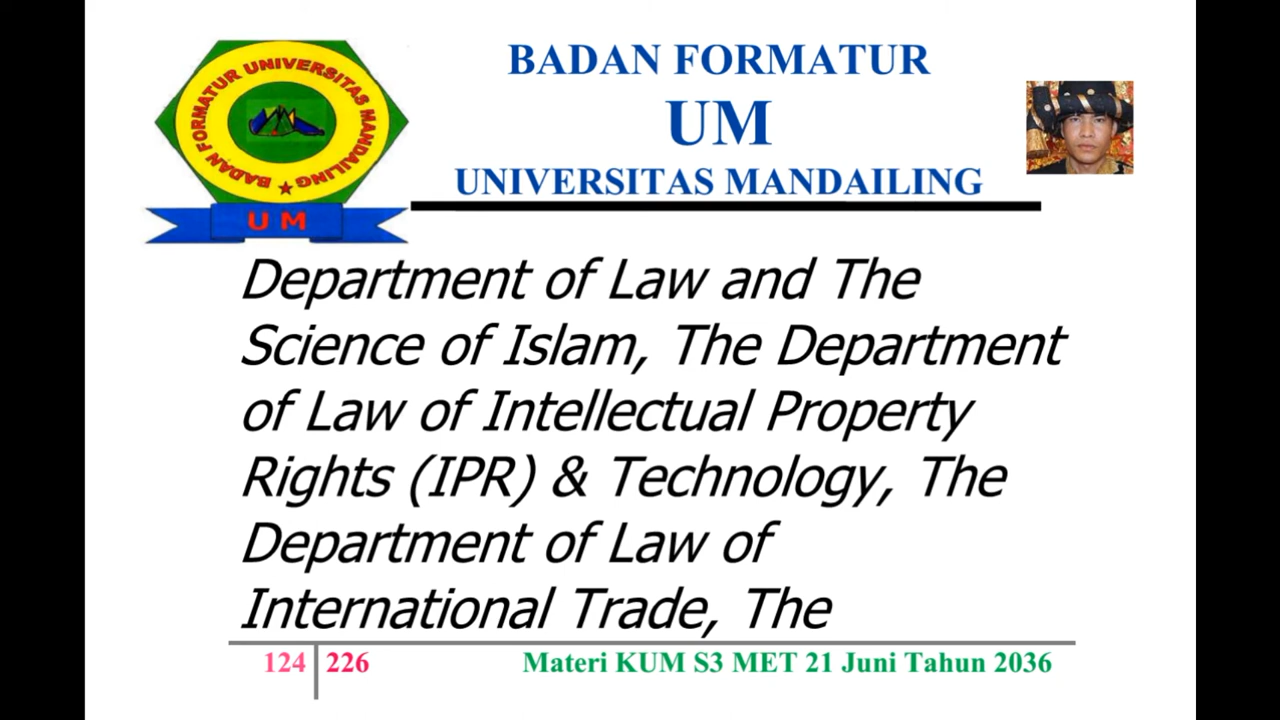 BADAN FORMATUR UNIVERSITAS MANDAILING
UM
BADAN FORMATUR
UM
UNIVERSITAS MANDAILING
Department of Law and The
Science of Islam, The Department
of Law of Intellectual Property
Rights (IPR) & Technology, The
Department of Law of
International Trade, The
124 226 Materi KUM S3 MET 21 Juni Tahun 2036